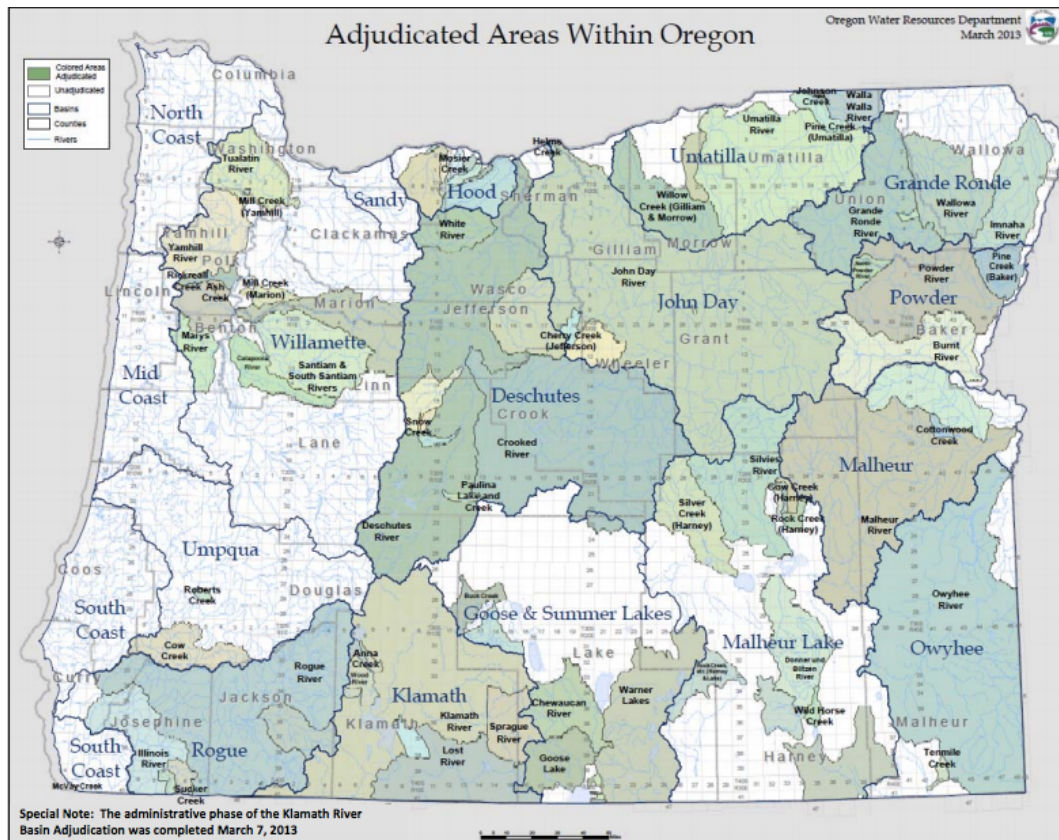 Adjudicated Areas Within Oregon
Oregon Water Resources Department
March 2013
Colored Areas
Adjudicated
Unadjudicated
Basins
Counties
Rivers
Columbia
North
Coast
Washington
Tualatin
River
Mill Creek
(Yamhill)
Yamhill
Yamhill
River
Polk
Rickreall
Creek
Ash
Creek
Mill Creek
(Marion)
Marion
Lincoln
Benton
Marys
River
Willamette
Calapooia
River
Santiam &
South Santiam
Rivers
Linn
Mid
Coast
Lane
Sandy
Clackamas
Mosier
Creek
Hood
Helms
Creek
Sherman
White
River
Wasco
Jefferson
Cherry Creek
(Jefferson)
Wheeler
Deschutes
Crook
Snow
Creek
Crooked
River
Paulina
Lake and
Creek
Deschutes
River
Johnson
Creek
Walla
Walla
River
Umatilla
River
Pine Creek
(Umatilla)
Umatilla
Umatilla
Willow
Creek (Gilliam
& Morrow)
Gilliam
Morrow
John Day
River
John Day
Grant
Wallowa
Grande Ronde
Union
Grande
Ronde
River
Wallowa
River
Imnaha
River
North
Powder
River
Powder
River
Pine
Creek
(Baker)
Powder
Baker
Burnt
River
Cottonwood
Creek
Malheur
Malheur
River
Silvies
River
Cow Creek
(Harney)
Rock Creek
(Harney)
Silver
Creek
(Harney)
Umpqua
Coos
Douglas
Roberts
Creek
South
Coast
Cow
Creek
Curry
Rogue
River
Jackson
Josephine
Rogue
Illinois
River
Sucker
Creek
South
Coast
McVay Creek
Anna
Creek
Wood
River
Klamath
Klamath
Klamath
River
Sprague
River
Lost
River
Buck Creek
Goose & Summer Lakes
Lake
Chewaucan
River
Warner
Lakes
Goose
Lake
Malheur Lake
Donner und
Blitzen
River
Wild Horse
Creek
Harney
Owyhee
River
Owyhee
Malheur
Tenmile
Creek
Special Note: The administrative phase of the Klamath River
Basin Adjudication was completed March 7, 2013